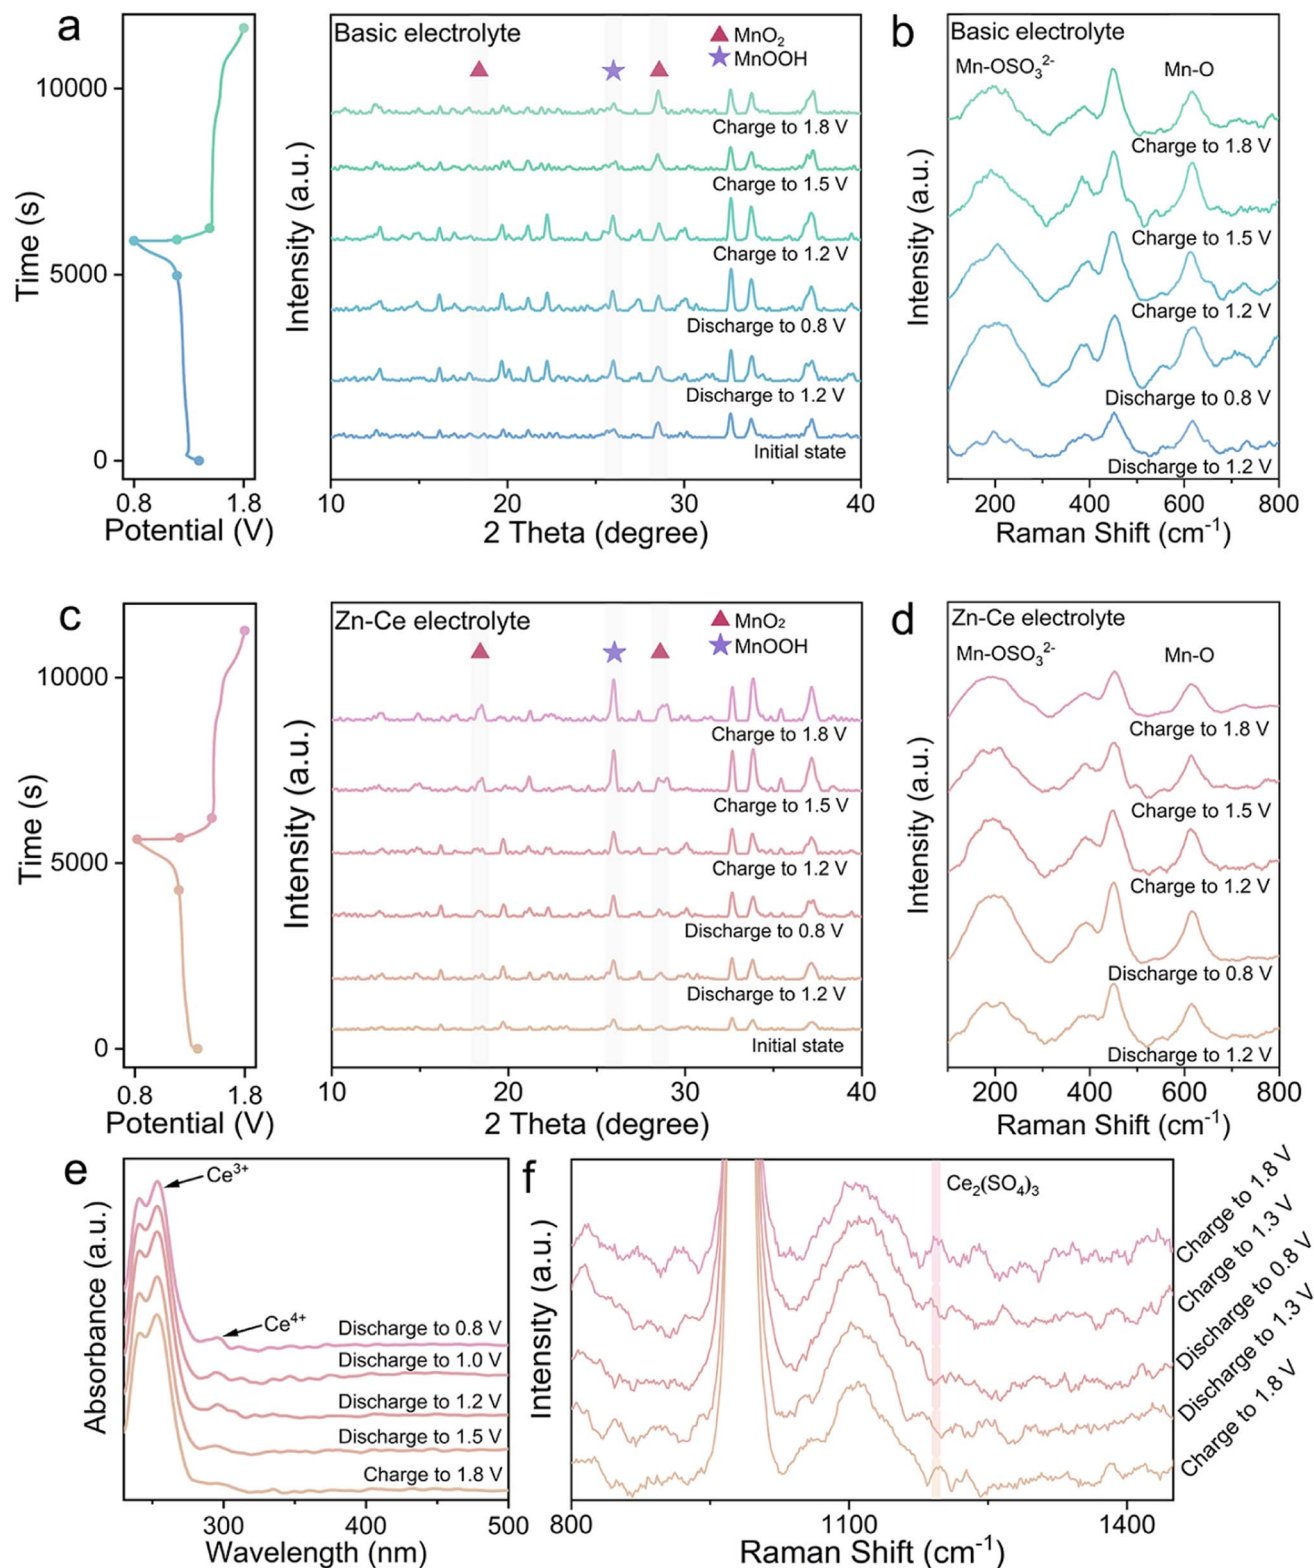 a
Time (s)
10000
5000
0
0.8 1.8
Potential (V)
Intensity (a.u.)
Basic electrolyte
MnO₂
MnOOH
Charge to 1.8 V
Charge to 1.5 V
Charge to 1.2 V
Discharge to 0.8 V
Discharge to 1.2 V
Initial state
10 20 30 40
2 Theta (degree)
b
Intensity (a.u.)
Basic electrolyte
Mn-OSO₃²⁻ Mn-O
Charge to 1.8 V
Charge to 1.5 V
Charge to 1.2 V
Discharge to 0.8 V
Discharge to 1.2 V
200 400 600 800
Raman Shift (cm⁻¹)
c
Time (s)
10000
5000
0
0.8 1.8
Potential (V)
Intensity (a.u.)
Zn-Ce electrolyte
MnO₂
MnOOH
Charge to 1.8 V
Charge to 1.5 V
Charge to 1.2 V
Discharge to 0.8 V
Discharge to 1.2 V
Initial state
10 20 30 40
2 Theta (degree)
d
Intensity (a.u.)
Zn-Ce electrolyte
Mn-OSO₃²⁻ Mn-O
Charge to 1.8 V
Charge to 1.5 V
Charge to 1.2 V
Discharge to 0.8 V
Discharge to 1.2 V
200 400 600 800
Raman Shift (cm⁻¹)
e
Absorbance (a.u.)
Ce³⁺
Ce⁴⁺
Discharge to 0.8 V
Discharge to 1.0 V
Discharge to 1.2 V
Discharge to 1.5 V
Charge to 1.8 V
300 400 500
Wavelength (nm)
f
Intensity (a.u.)
Ce₂(SO₄)₃
Charge to 1.8 V
Charge to 1.3 V
Discharge to 0.8 V
Discharge to 1.3 V
Charge to 1.8 V
800 1100 1400
Raman Shift (cm⁻¹)